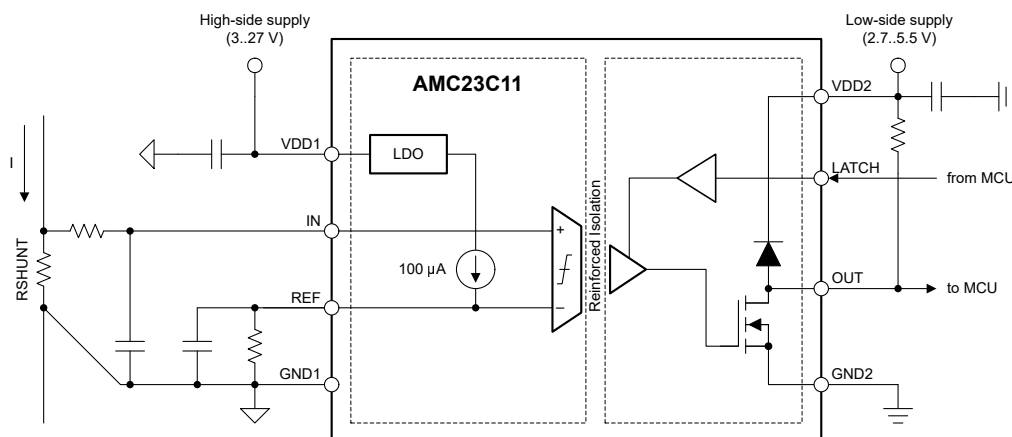 High-side supply
(3..27 V)
Low-side supply
(2.7..5.5 V)
AMC23C11
VDD1
LDO
VDD2
LATCH
from MCU
I
IN
RSHUNT
100 µA
Reinforced Isolation
REF
OUT
to MCU
GND1
GND2
+
−